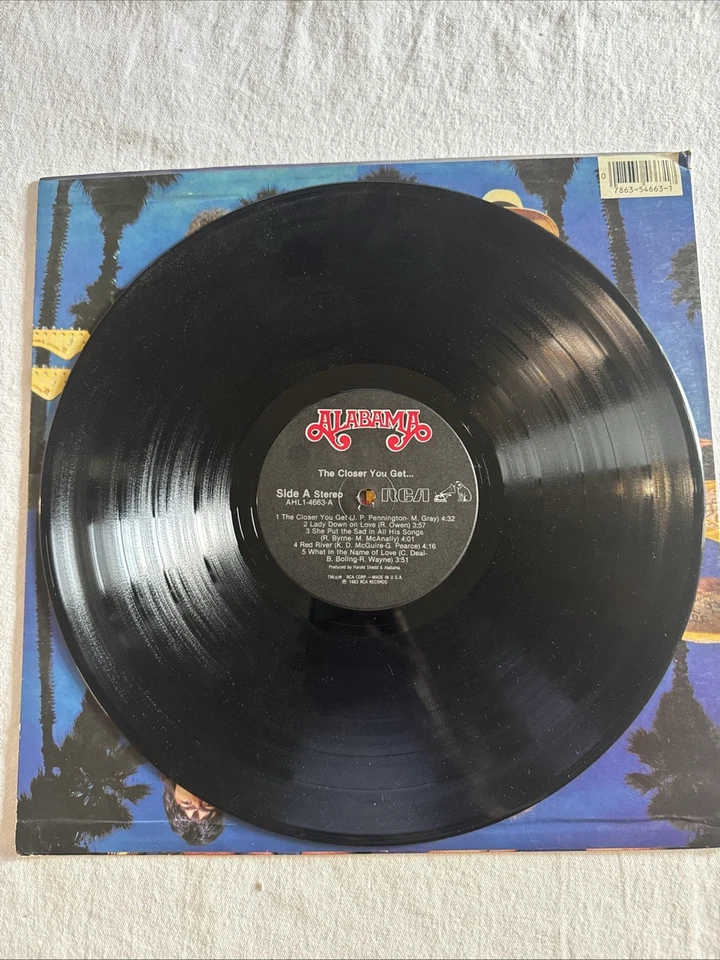 0
7863-54663-1
ALABAMA
The Closer You Get...
Side A Stereo
AHL1-4663-A
RCA
1 The Closer You Get (J. P. Pennington- M. Gray) 4:32
2 Lady Down on Love (R. Owen) 3:57
3 She Put the Sad in All His Songs
(R. Byrne- M. McAnally) 4:01
4 Red River (K. D. McGuire-G. Pearce) 4:16
5 What in the Name of Love (C. Deal-
B. Boling-R. Wayne) 3:51
Produced by Harold Shedd & Alabama.
RCA CORP.—MADE IN U.S.A.
℗ 1983 RCA RECORDS